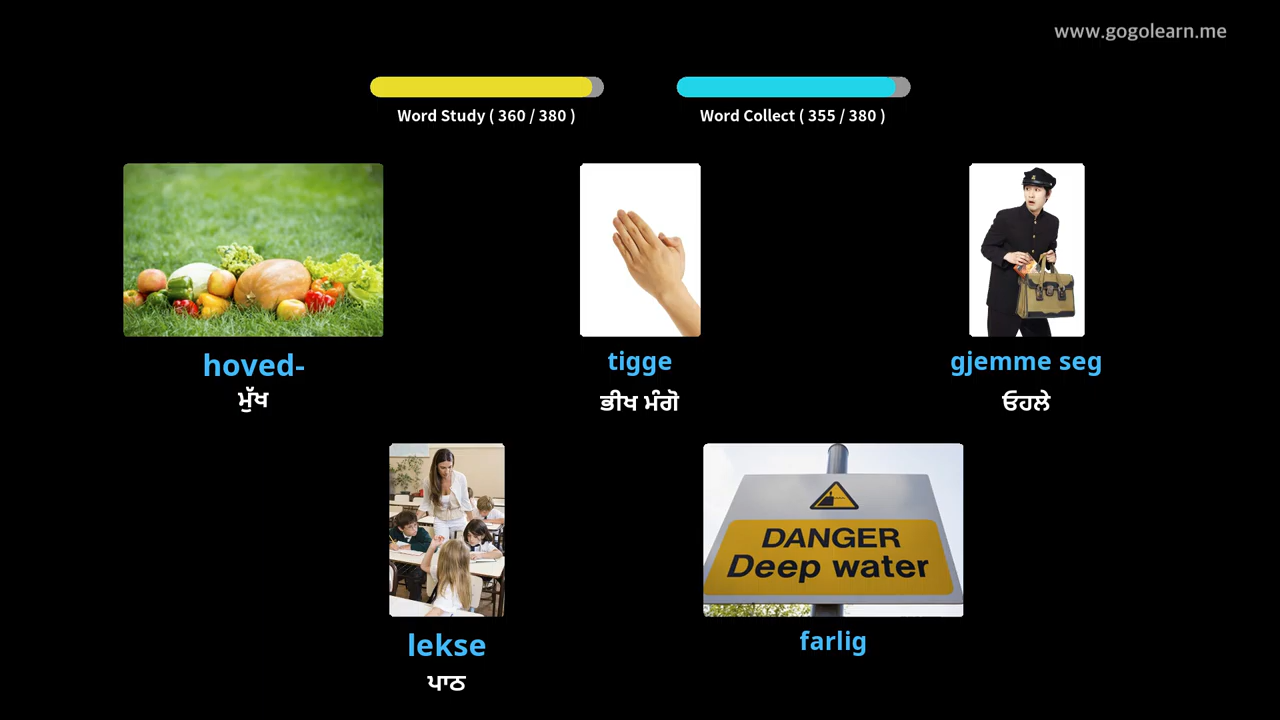 www.gogolearn.me
Word Study ( 360 / 380 )
Word Collect ( 355 / 380 )
hoved-
ਮੁੱਖ
tigge
ਭੀਖ ਮੰਗੋ
gjemme seg
ਓਹਲੇ
DANGER
Deep water
lekse
ਪਾਠ
farlig